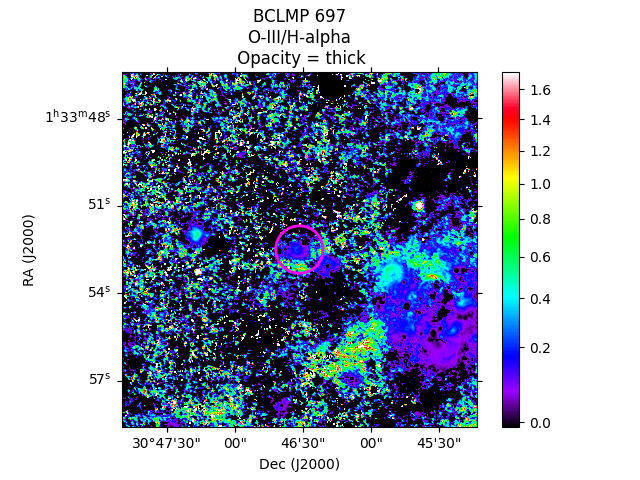 BCLMP 697
O-III/H-alpha
Opacity = thick
1ʰ33ᵐ48ˢ
51ˢ
54ˢ
57ˢ
RA (J2000)
30°47'30" 00" 46'30" 00" 45'30"
Dec (J2000)
1.6
1.4
1.2
1.0
0.8
0.6
0.4
0.2
0.0